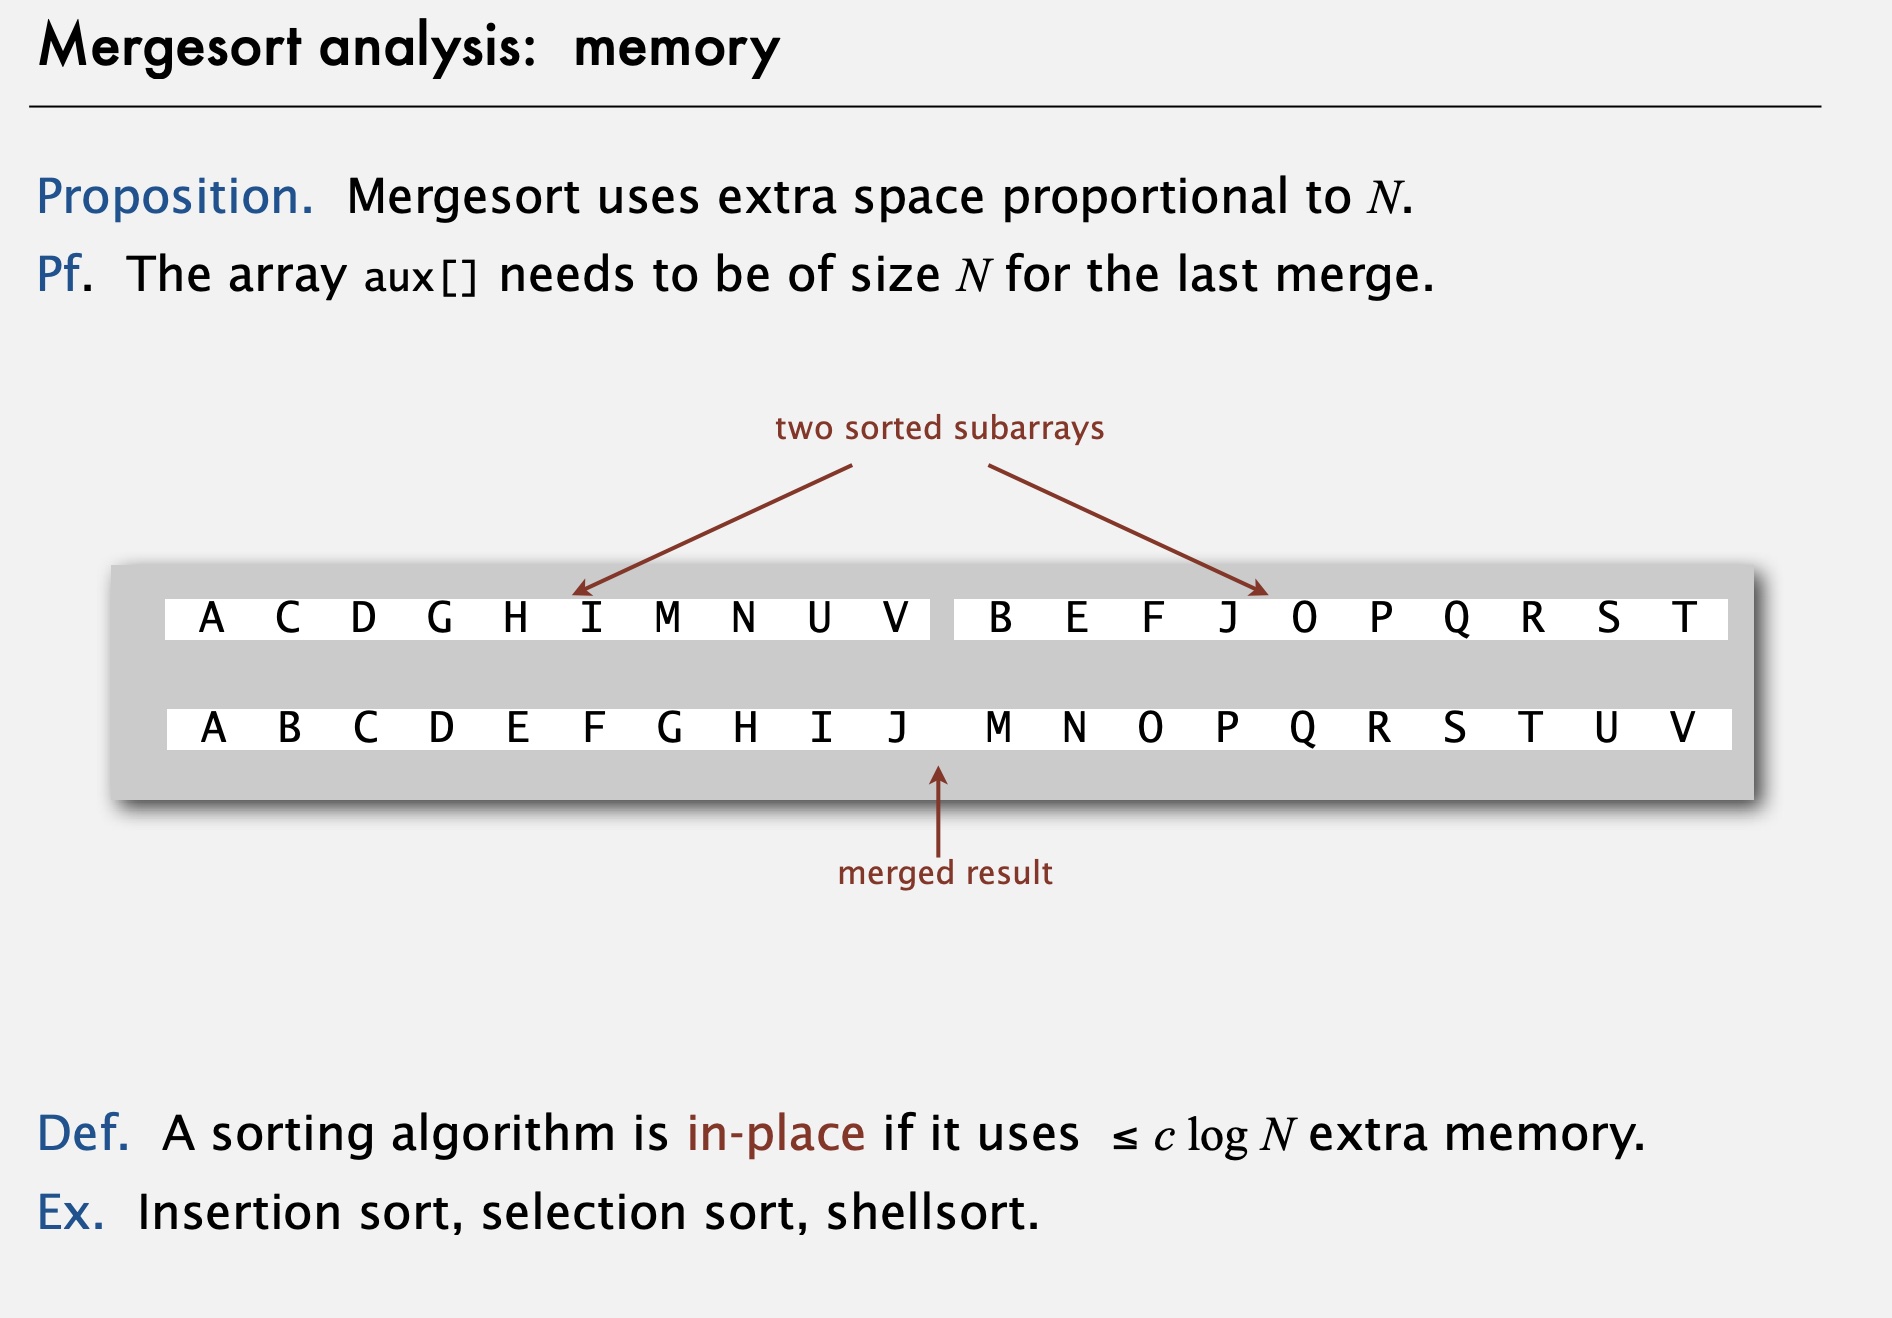 Mergesort analysis: memory
Proposition. Mergesort uses extra space proportional to N.
Pf. The array aux[] needs to be of size N for the last merge.
two sorted subarrays
A C D G H I M N U V B E F J O P Q R S T
A B C D E F G H I J M N O P Q R S T U V
merged result
Def. A sorting algorithm is in-place if it uses ≤ c log N extra memory.
Ex. Insertion sort, selection sort, shellsort.